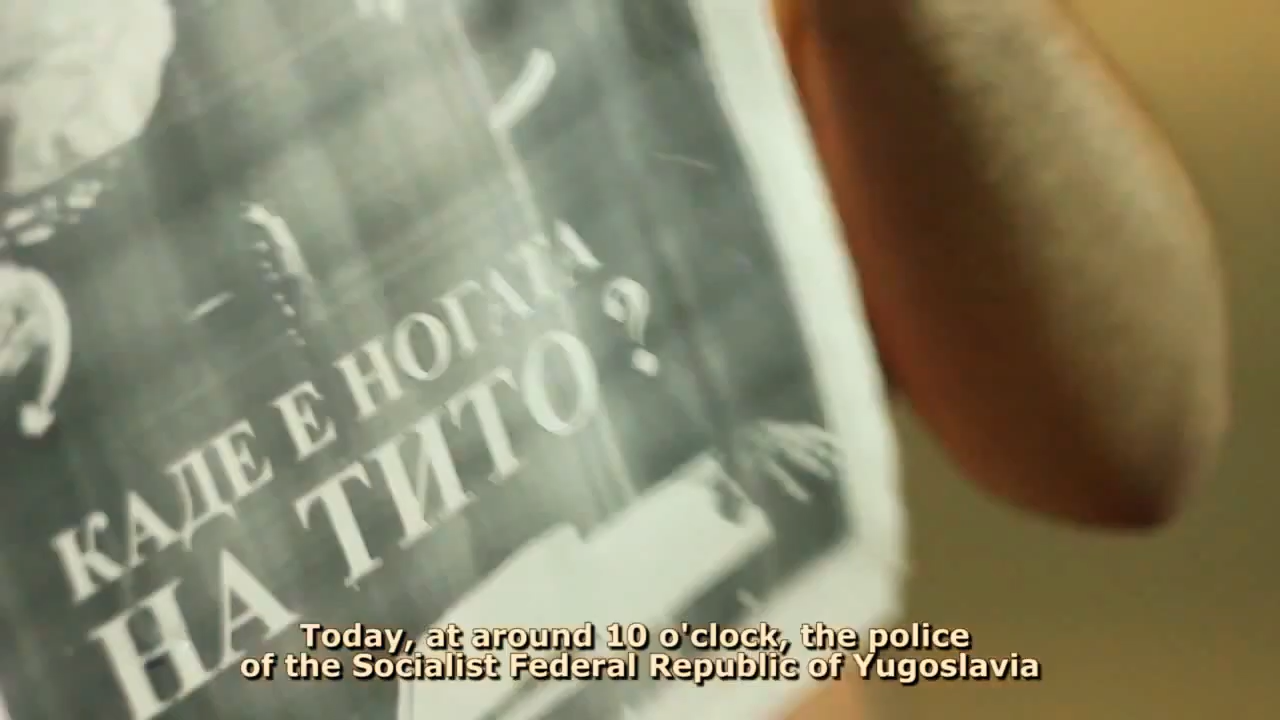 КАДЕ Е НОГАТА
НА ТИТО?
Today, at around 10 o'clock, the police
of the Socialist Federal Republic of Yugoslavia